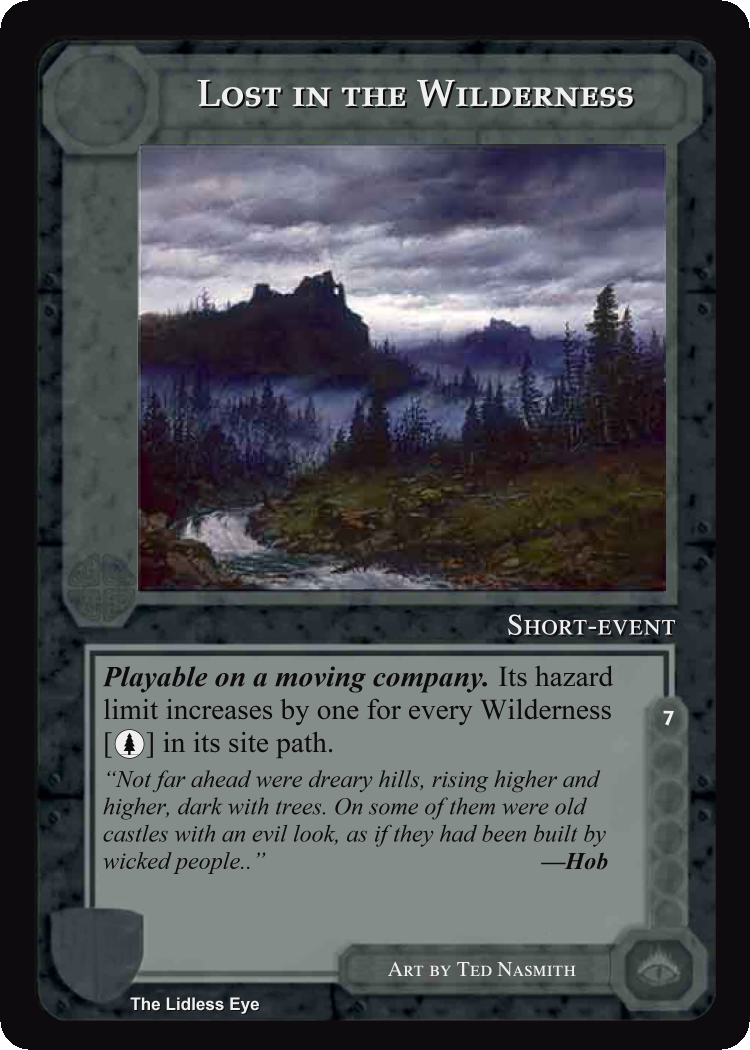 Lost in the Wilderness
Short-event
Playable on a moving company. Its hazard
limit increases by one for every Wilderness
[ ] in its site path.
7
“Not far ahead were dreary hills, rising higher and
higher, dark with trees. On some of them were old
castles with an evil look, as if they had been built by
wicked people..” —Hob
Art by Ted Nasmith
The Lidless Eye